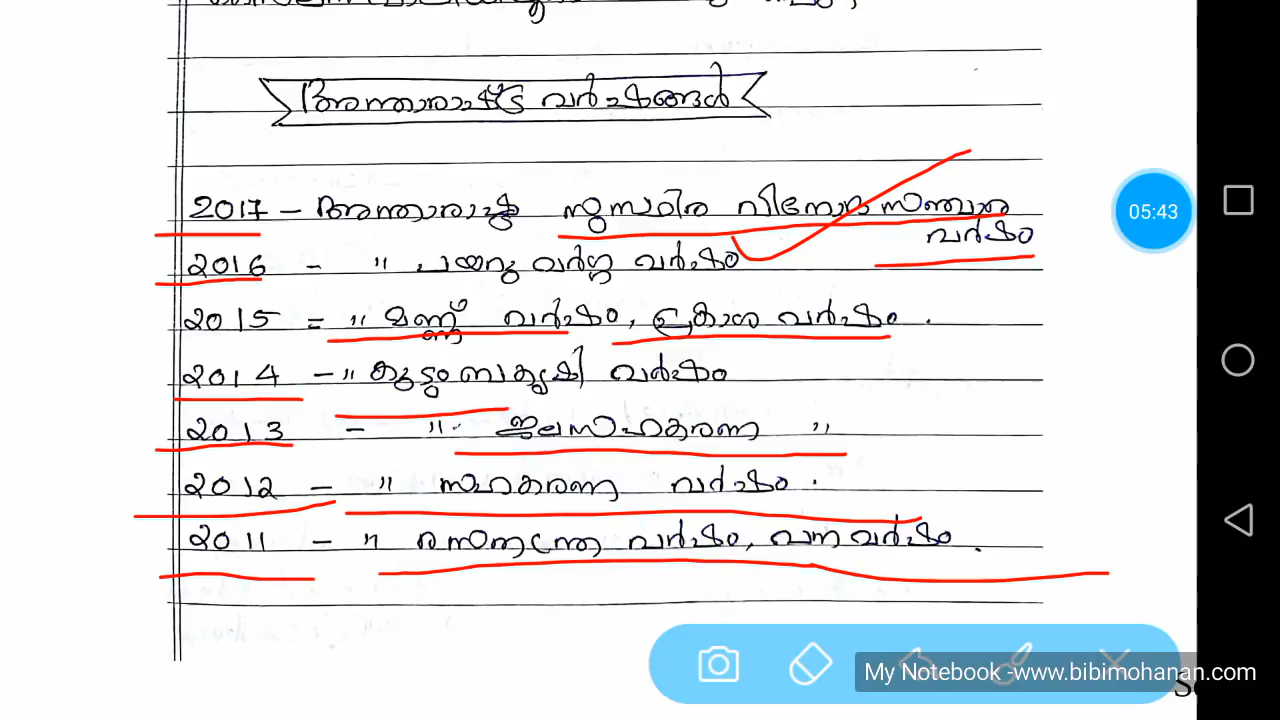 അന്താരാഷ്ട്ര വർഷങ്ങൾ
2017 - അന്താരാഷ്ട്ര സുസ്ഥിര വിനോദ സഞ്ചാര
വർഷം
05:43
2016 - " പയറു വർഗ്ഗ വർഷം
2015 = " മണ്ണ് വർഷം, പ്രകാശ വർഷം.
2014 - " കുടുംബകൃഷി വർഷം
2013 - " ജലസഹകരണ "
2012 - " സഹകരണ വർഷം.
2011 - " രസതന്ത്ര വർഷം, വന വർഷം.
My Notebook -www.bibimohanan.com